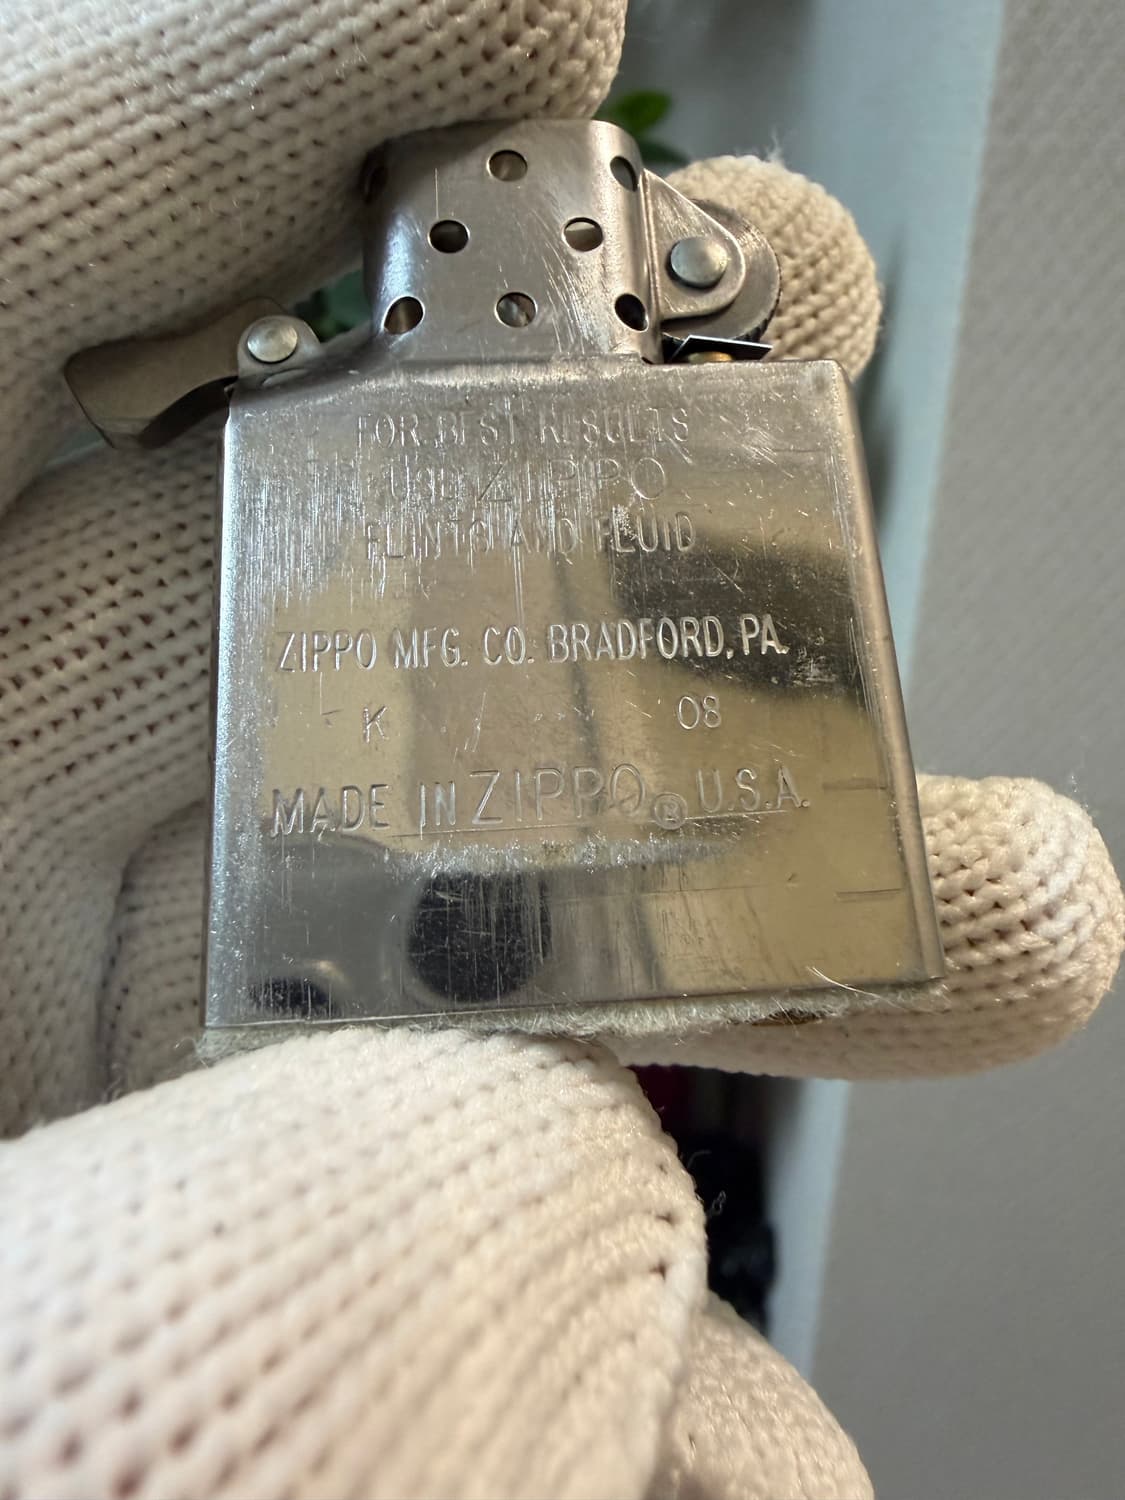 FOR BEST RESULTS
USE ZIPPO
FLINTS AND FLUID
ZIPPO MFG. CO. BRADFORD, PA.
K 08
MADE IN ZIPPO® U.S.A.